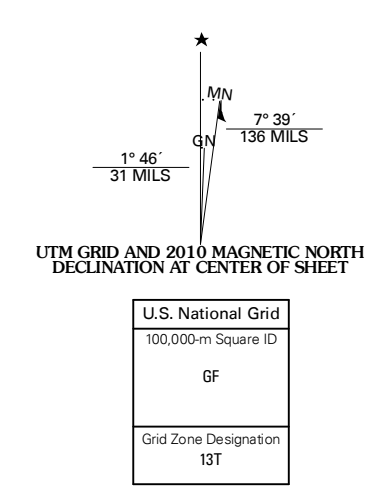 ★
MN
GN
7° 39´
136 MILS
1° 46´
31 MILS
UTM GRID AND 2010 MAGNETIC NORTH
DECLINATION AT CENTER OF SHEET
U.S. National Grid
100,000-m Square ID
GF
Grid Zone Designation
13T